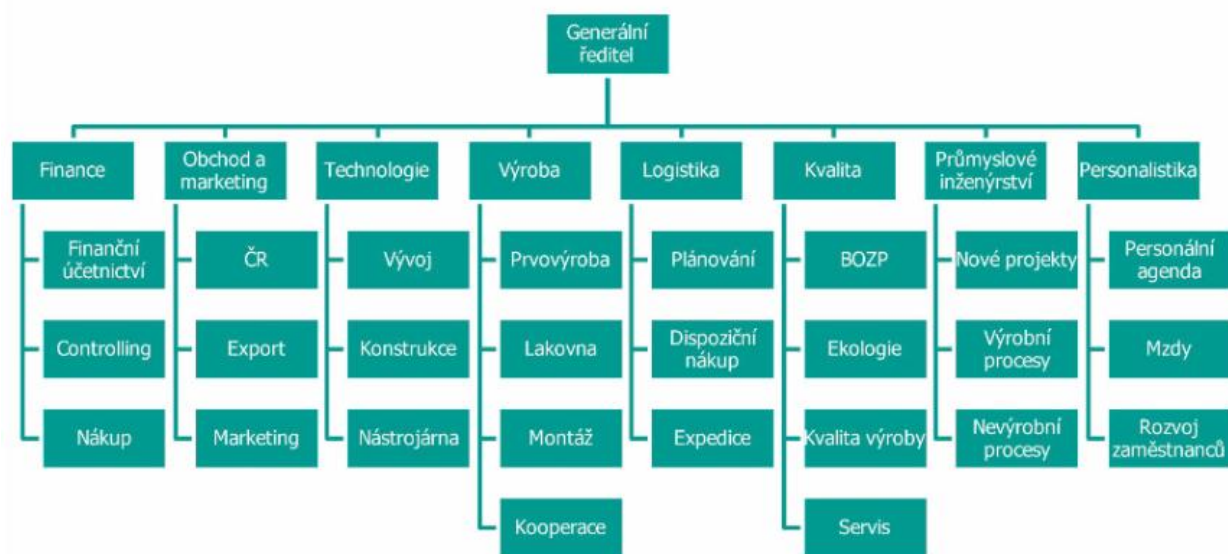 Generální
ředitel
Finance
Obchod a
marketing
Technologie
Výroba
Logistika
Kvalita
Průmyslové
inženýrství
Personalistika
Finanční
účetnictví
ČR
Vývoj
Prvovýroba
Plánování
BOZP
Nové projekty
Personální
agenda
Controlling
Export
Konstrukce
Lakovna
Dispoziční
nákup
Ekologie
Výrobní
procesy
Mzdy
Nákup
Marketing
Nástrojárna
Montáž
Expedice
Kvalita výroby
Nevýrobní
procesy
Rozvoj
zaměstnanců
Kooperace
Servis